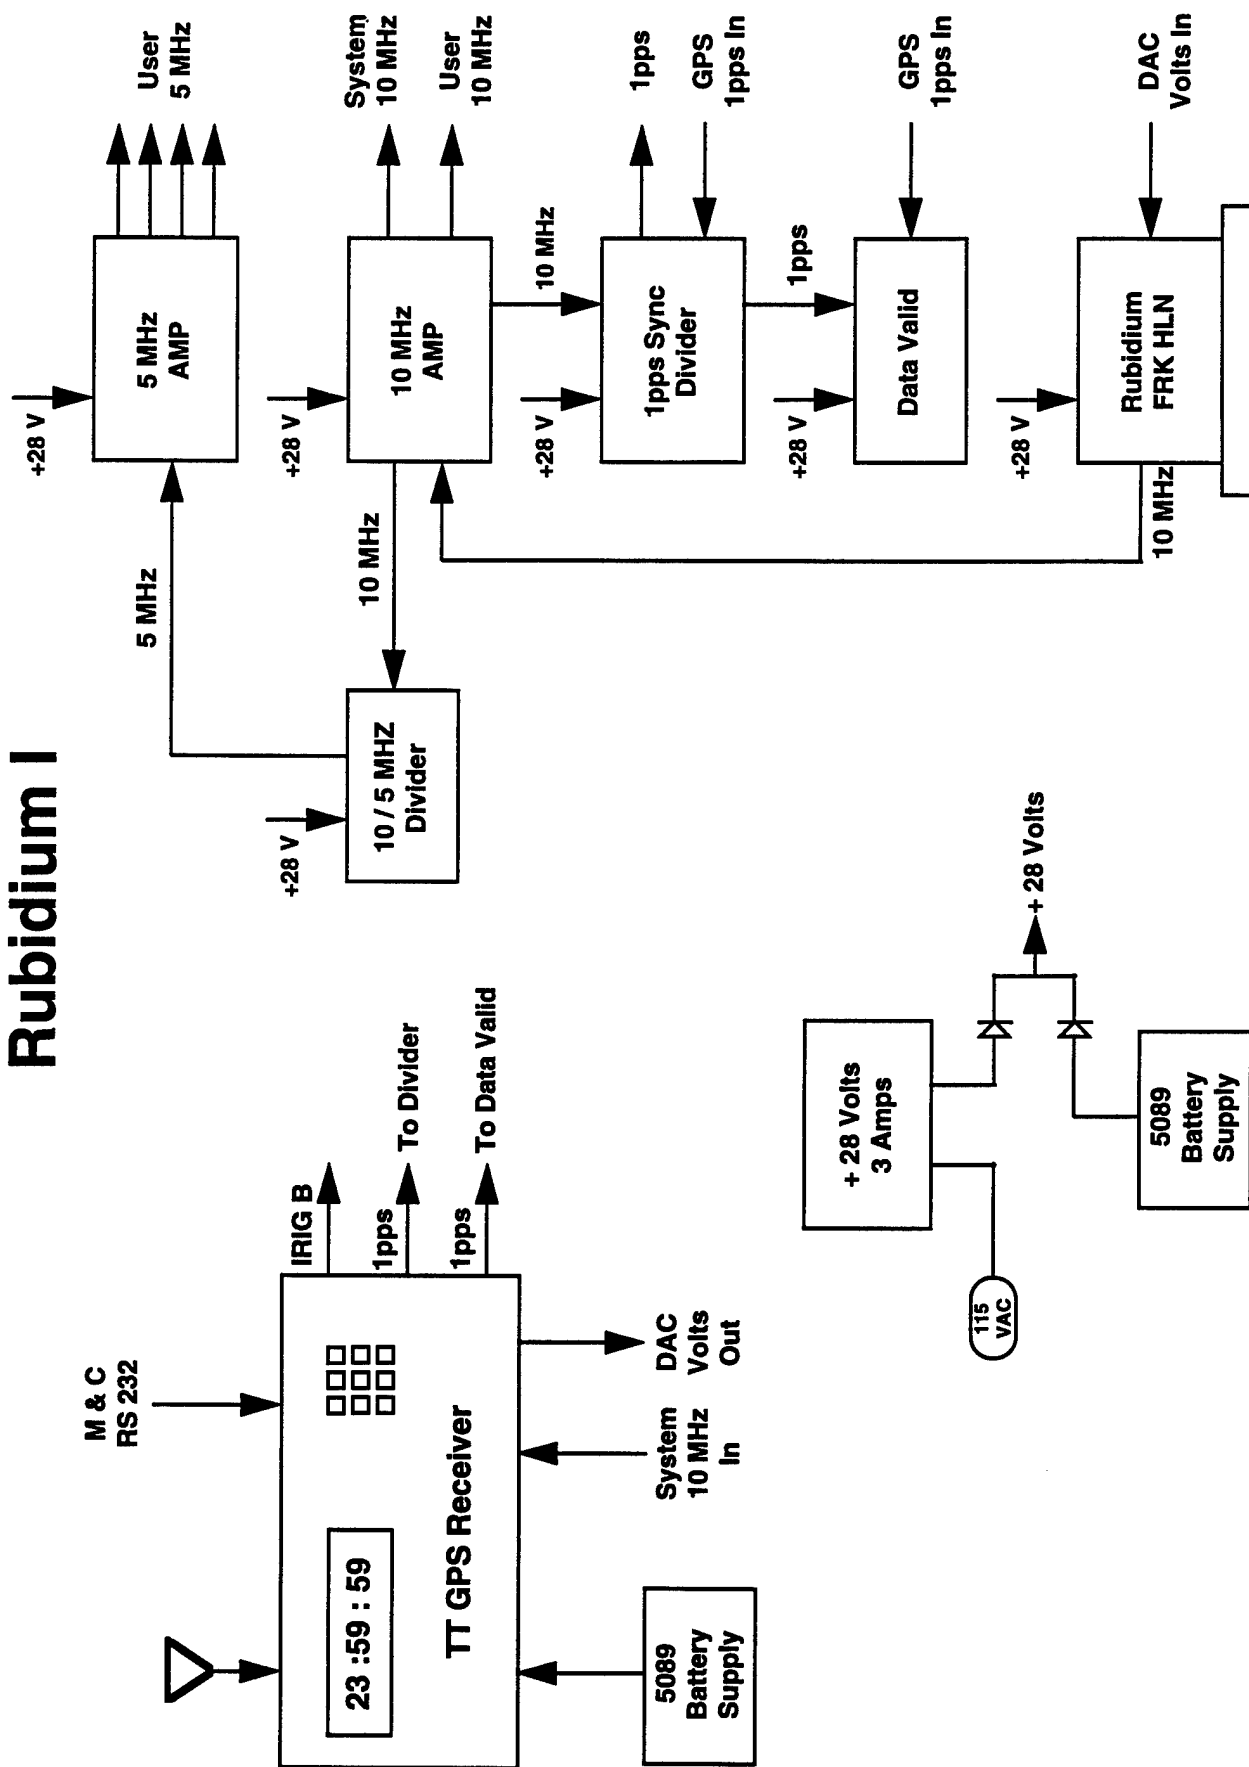 Rubidium I
M & C
RS 232
23 :59 : 59
TT GPS Receiver
IRIG B
1pps
To Divider
1pps
To Data Valid
5089
Battery
Supply
System
10 MHz
In
DAC
Volts
Out
+28 V
10 / 5 MHZ
Divider
5 MHz
10 MHz
+28 V
5 MHz
AMP
User
5 MHz
+28 V
10 MHz
AMP
System
10 MHz
User
10 MHz
10 MHz
+28 V
1pps Sync
Divider
1pps
GPS
1pps In
1pps
+28 V
Data Valid
GPS
1pps In
+28 V
Rubidium
FRK HLN
10 MHz
DAC
Volts In
115
VAC
+ 28 Volts
3 Amps
+ 28 Volts
5089
Battery
Supply